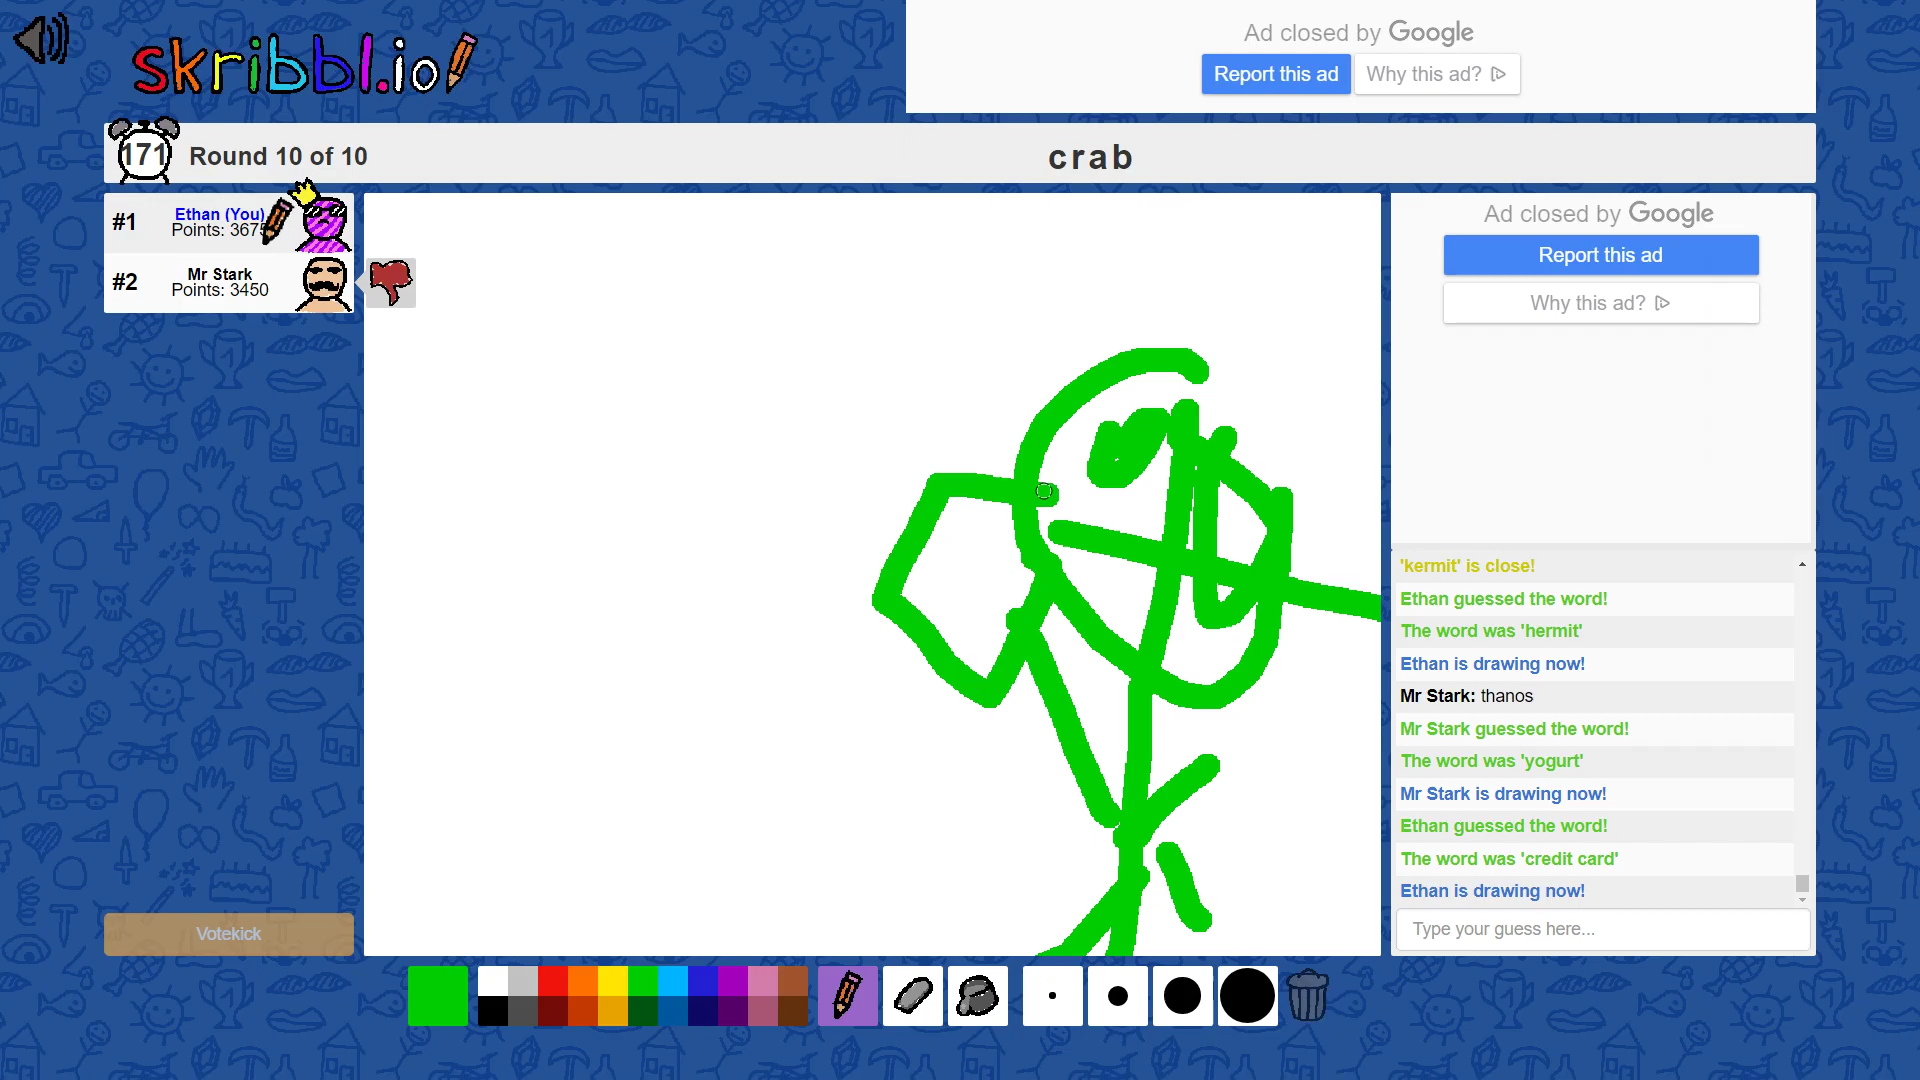 skribbl.io
Ad closed by Google
Report this ad
Why this ad?
171
Round 10 of 10
crab
#1
Ethan (You)
Points: 3675
#2
Mr Stark
Points: 3450
Ad closed by Google
Report this ad
Why this ad?
'kermit' is close!
Ethan guessed the word!
The word was 'hermit'
Ethan is drawing now!
Mr Stark: thanos
Mr Stark guessed the word!
The word was 'yogurt'
Mr Stark is drawing now!
Ethan guessed the word!
The word was 'credit card'
Ethan is drawing now!
Votekick
Type your guess here...